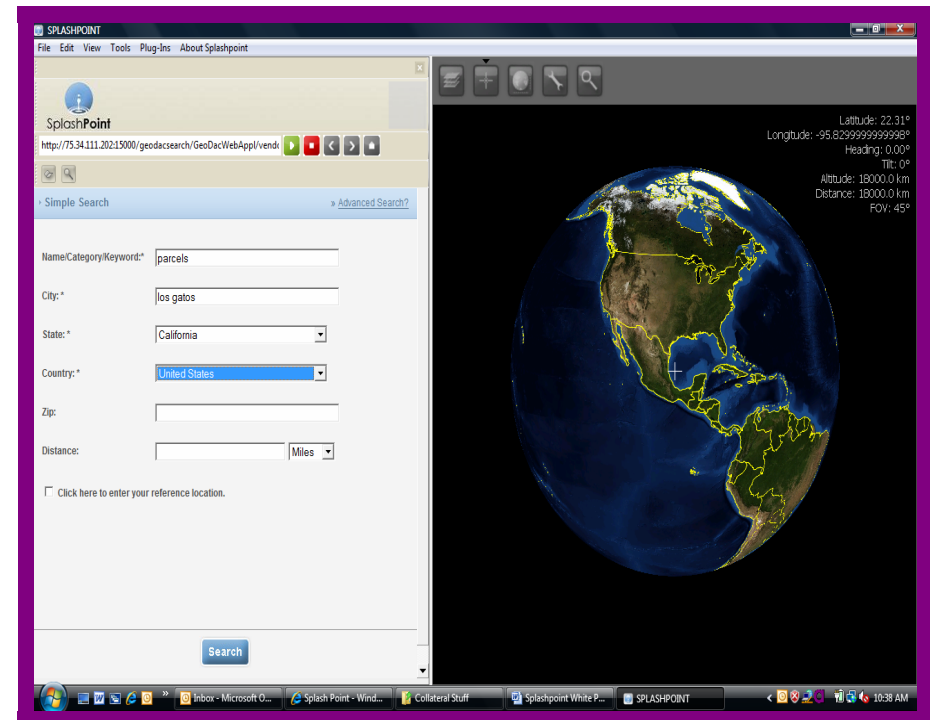 SPLASHPOINT
File Edit View Tools Plug-Ins About Splashpoint
SplashPoint
http://75.34.111.202:15000/geodacsearch/GeoDacWebAppl/vend
Simple Search
» Advanced Search?
Name/Category/Keyword:* parcels
City: * los gatos
State: * California
Country: * United States
Zip:
Distance: Miles
Click here to enter your reference location.
Search
Latitude: 22.31°
Longitude: -95.8299999999998°
Heading: 0.00°
Tilt: 0°
Altitude: 18000.0 km
Distance: 18000.0 km
FOV: 45°
Inbox - Microsoft O... Splash Point - Wind... Collateral Stuff Splashpoint White P... SPLASHPOINT 10:38 AM